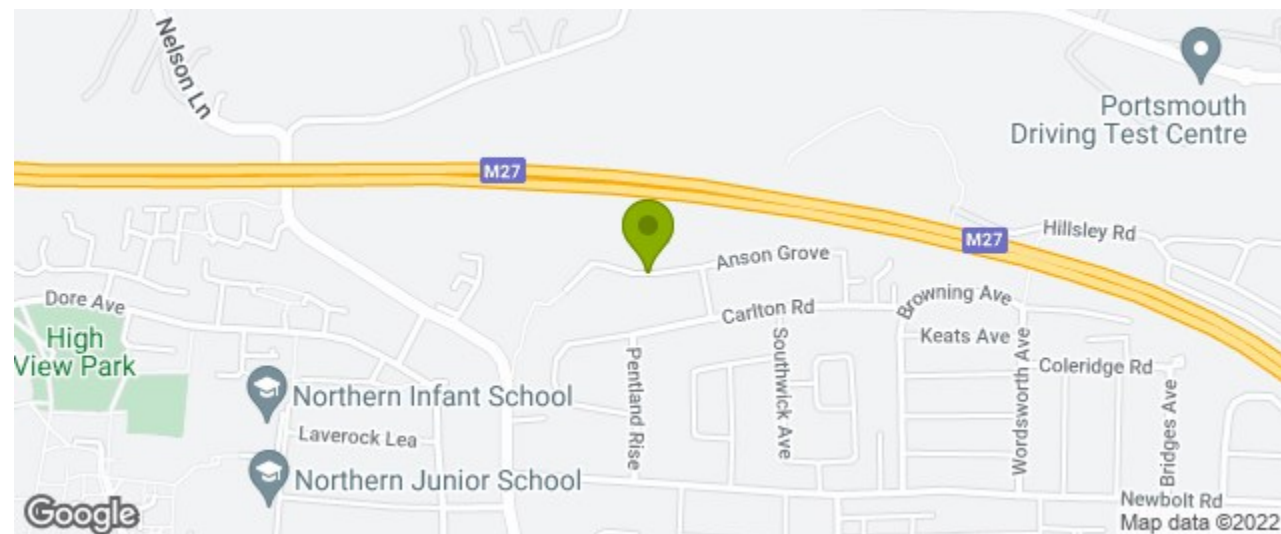 Nelson Ln
Portsmouth
Driving Test Centre
M27
Hillsley Rd
M27
Anson Grove
Dore Ave
Browning Ave
Carlton Rd
High
View Park
Keats Ave
Coleridge Rd
Pentland Rise
Southwick Ave
Wordsworth Ave
Bridges Ave
Northern Infant School
Laverock Lea
Northern Junior School
Newbolt Rd
Google
Map data ©2022